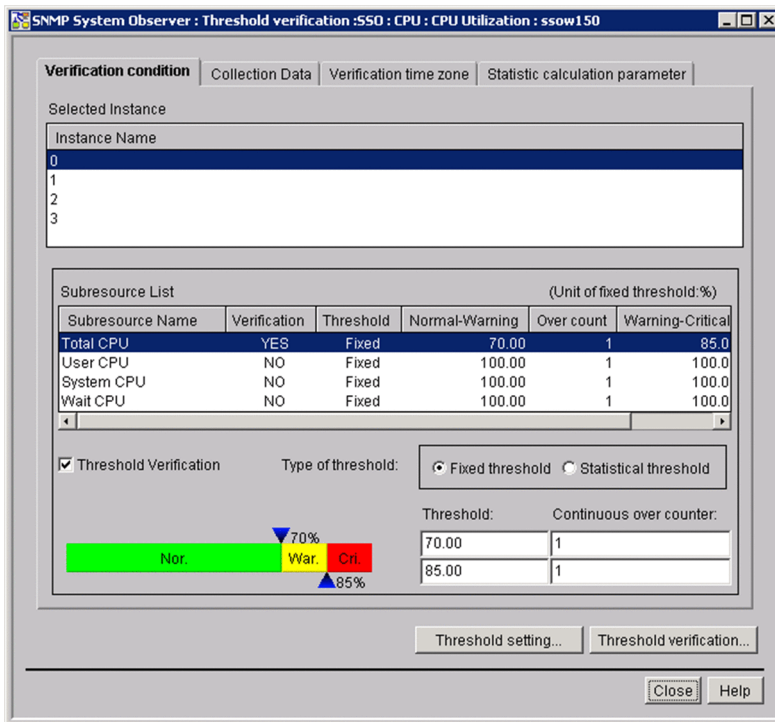 SNMP System Observer : Threshold verification :SSO : CPU : CPU Utilization : ssow150
Verification condition Collection Data Verification time zone Statistic calculation parameter
Selected Instance
Instance Name
0
1
2
3
Subresource List (Unit of fixed threshold:%)
Subresource Name Verification Threshold Normal-Warning Over count Warning-Critical
Total CPU YES Fixed 70.00 1 85.0
User CPU NO Fixed 100.00 1 100.0
System CPU NO Fixed 100.00 1 100.0
Wait CPU NO Fixed 100.00 1 100.0
Threshold Verification Type of threshold: Fixed threshold Statistical threshold
Threshold: Continuous over counter:
70%
Nor. War. Cri.
85%
70.00 1
85.00 1
Threshold setting... Threshold verification...
Close Help